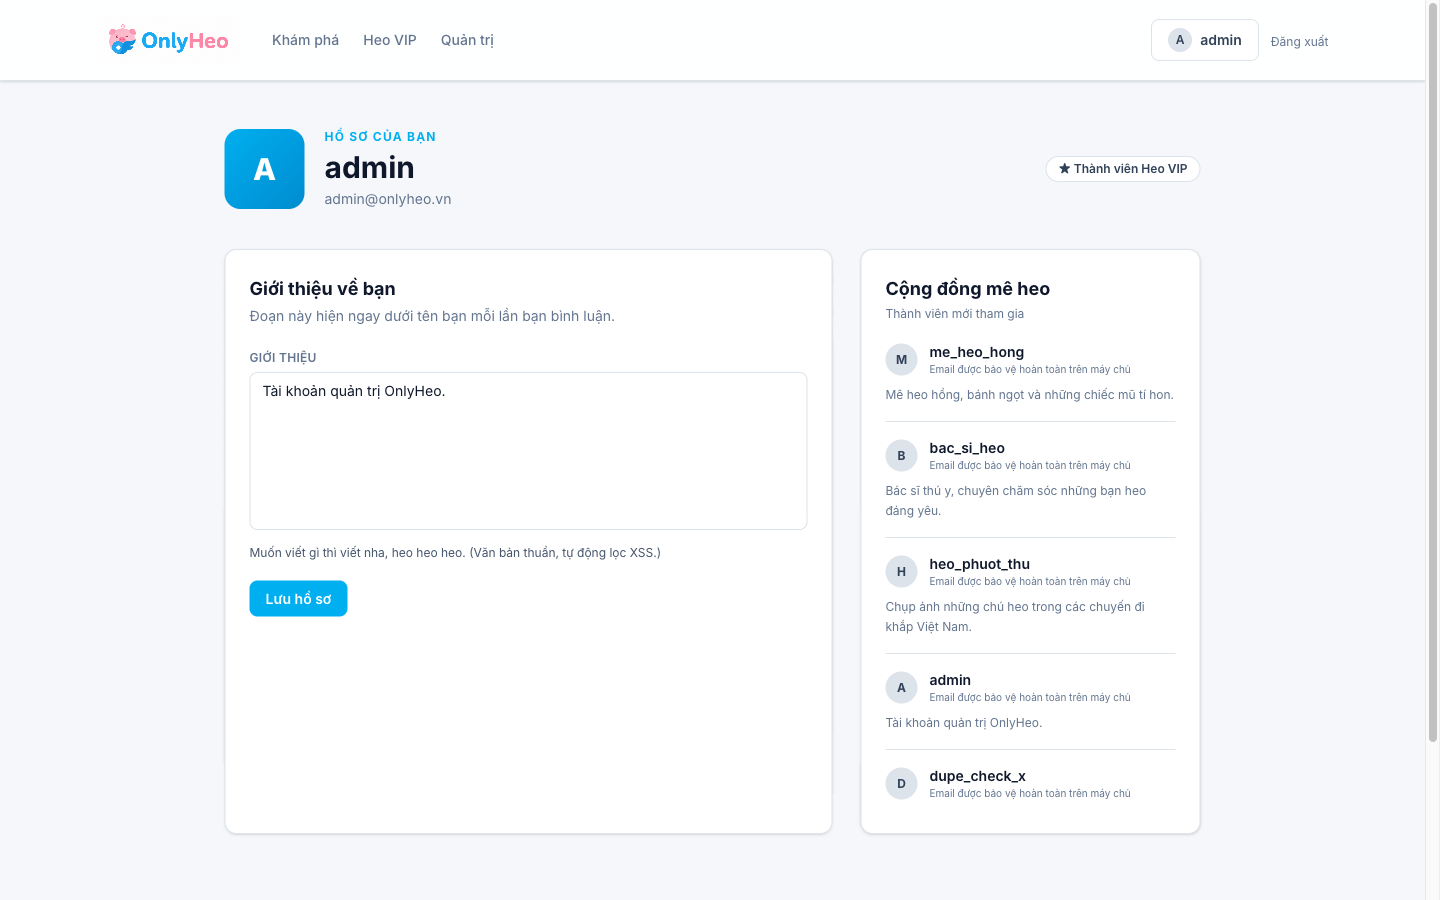 OnlyHeo
Khám phá
Heo VIP
Quản trị
A
admin
Đăng xuất
A
HỒ SƠ CỦA BẠN
admin
admin@onlyheo.vn
★ Thành viên Heo VIP
Giới thiệu về bạn
Đoạn này hiện ngay dưới tên bạn mỗi lần bạn bình luận.
GIỚI THIỆU
Tài khoản quản trị OnlyHeo.
Muốn viết gì thì viết nha, heo heo heo. (Văn bản thuần, tự động lọc XSS.)
Lưu hồ sơ
Cộng đồng mê heo
Thành viên mới tham gia
M
me_heo_hong
Email được bảo vệ hoàn toàn trên máy chủ
Mê heo hồng, bánh ngọt và những chiếc mũ tí hon.
B
bac_si_heo
Email được bảo vệ hoàn toàn trên máy chủ
Bác sĩ thú y, chuyên chăm sóc những bạn heo
đáng yêu.
H
heo_phuot_thu
Email được bảo vệ hoàn toàn trên máy chủ
Chụp ảnh những chú heo trong các chuyến đi
khắp Việt Nam.
A
admin
Email được bảo vệ hoàn toàn trên máy chủ
Tài khoản quản trị OnlyHeo.
D
dupe_check_x
Email được bảo vệ hoàn toàn trên máy chủ